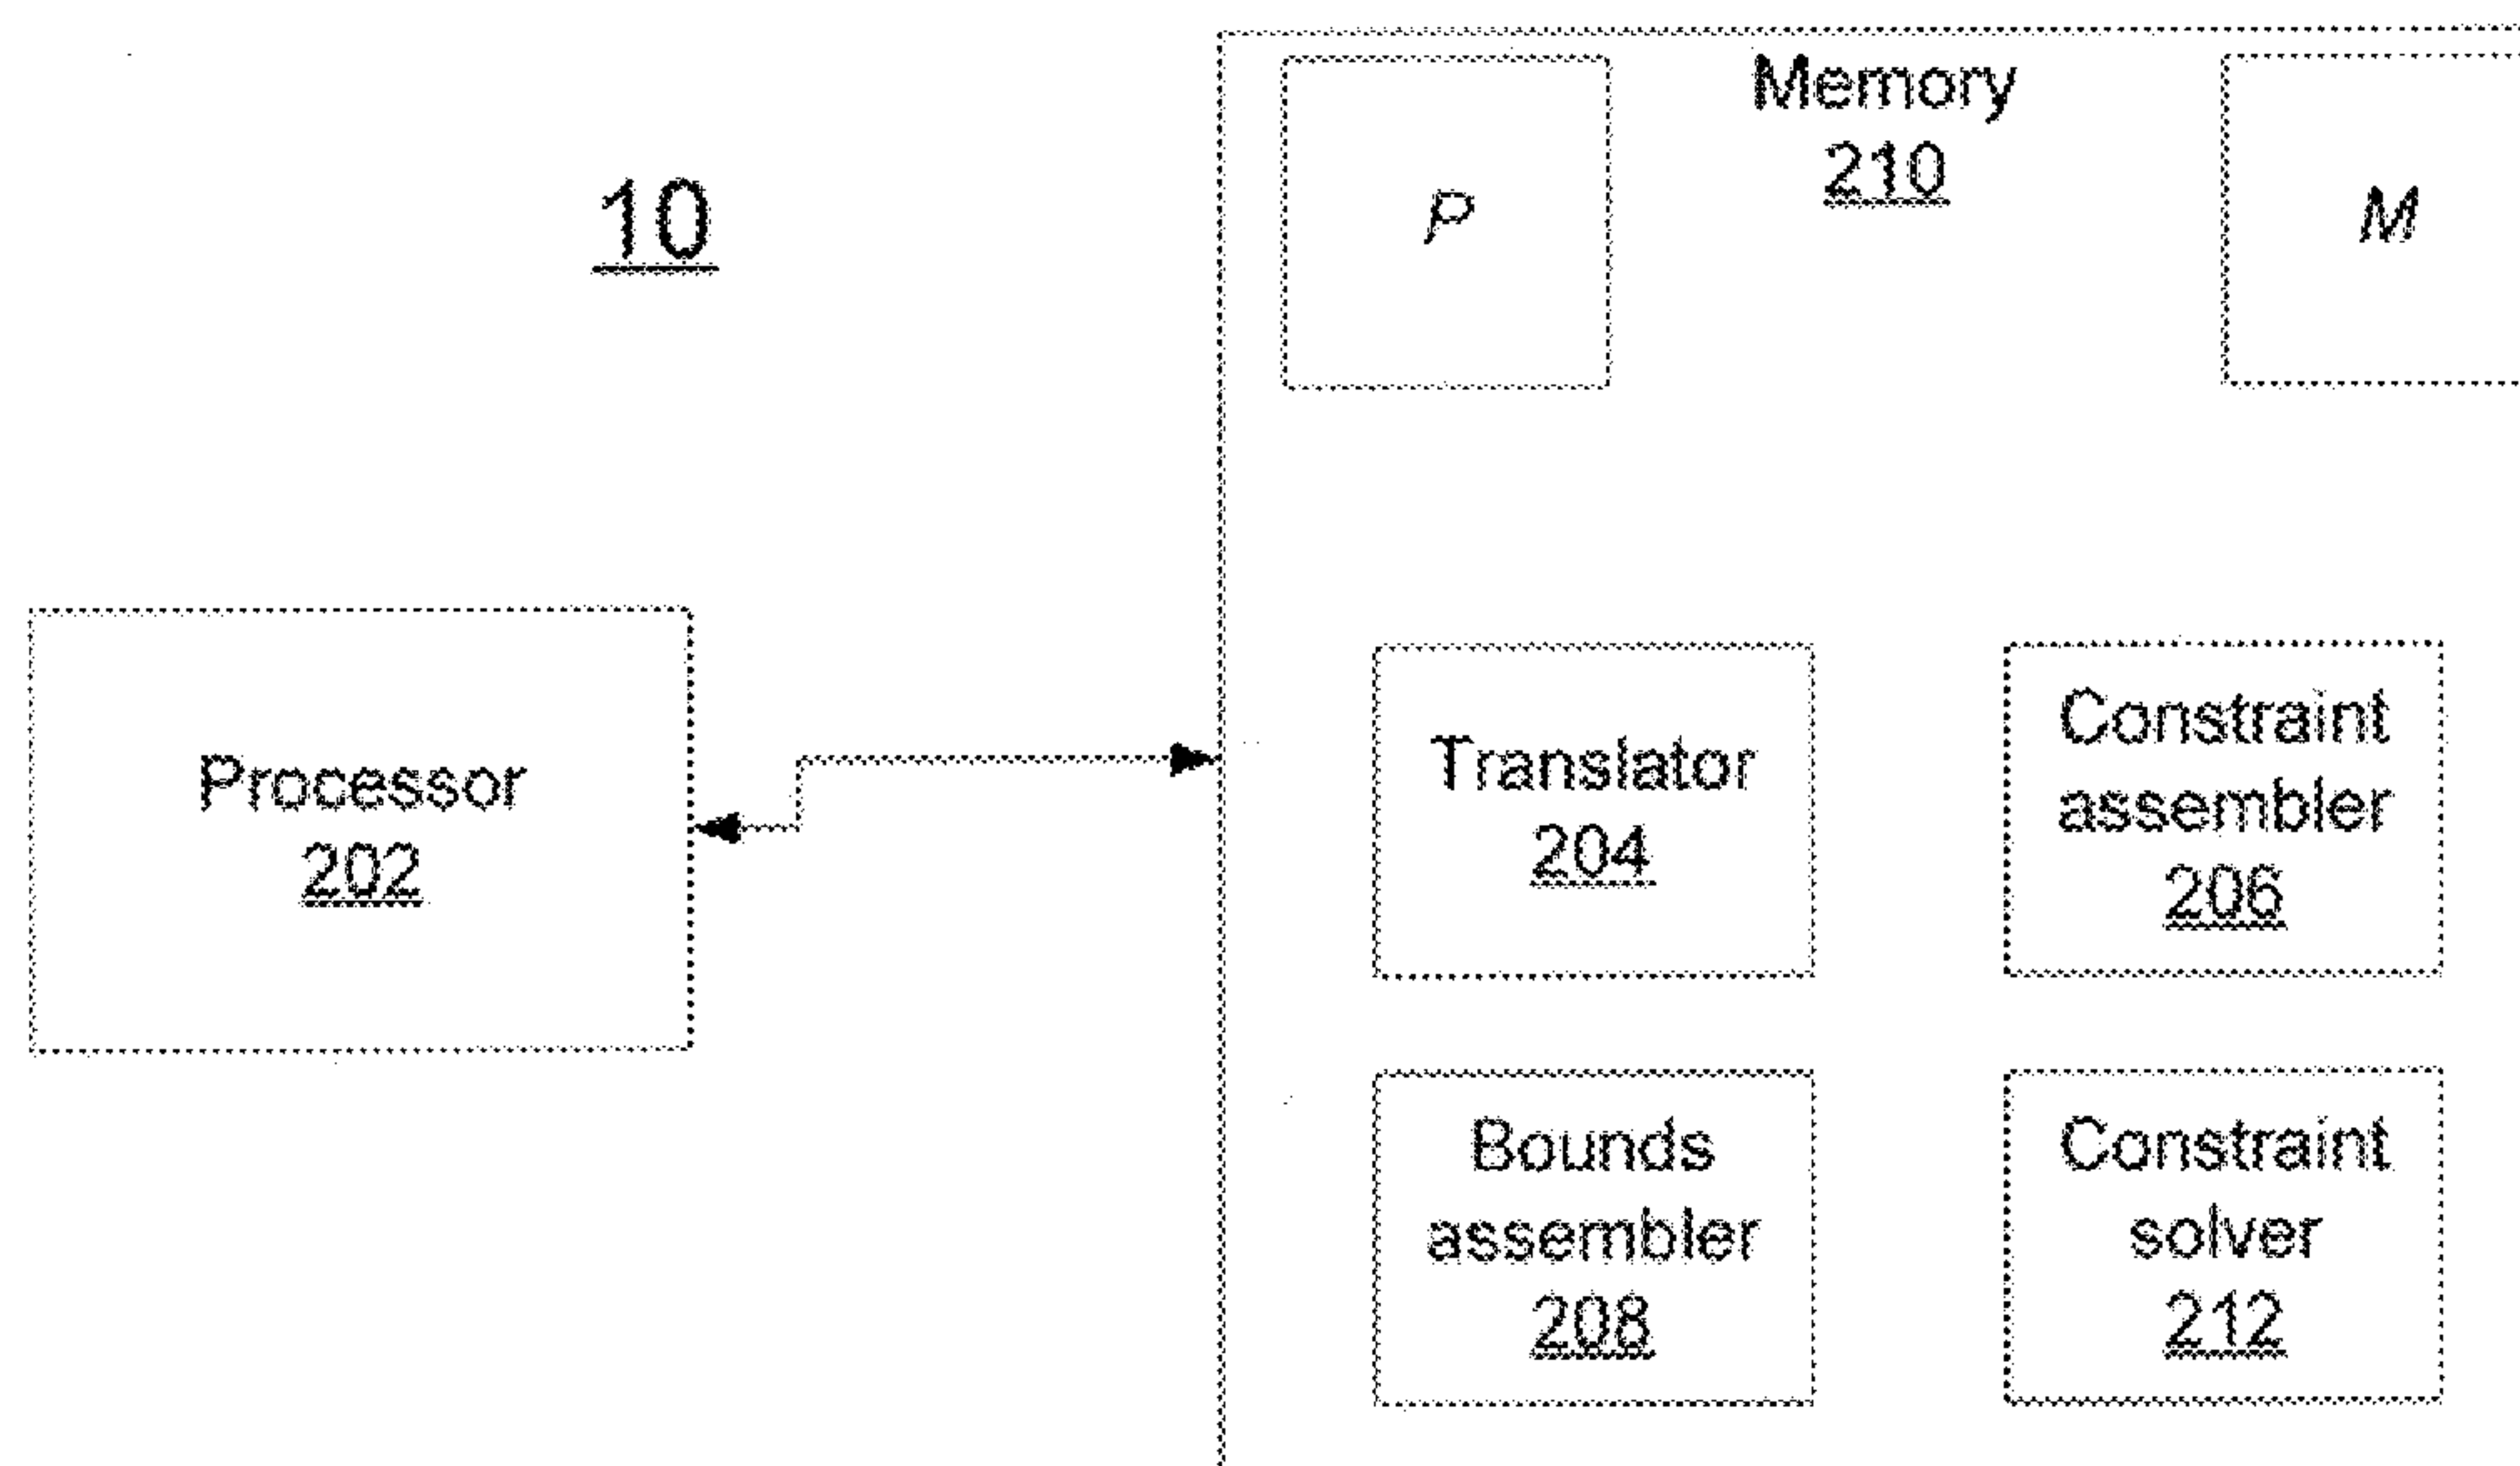 10
P
Memory
210
M
Processor
202
Translator
204
Constraint
assembler
206
Bounds
assembler
208
Constraint
solver
212